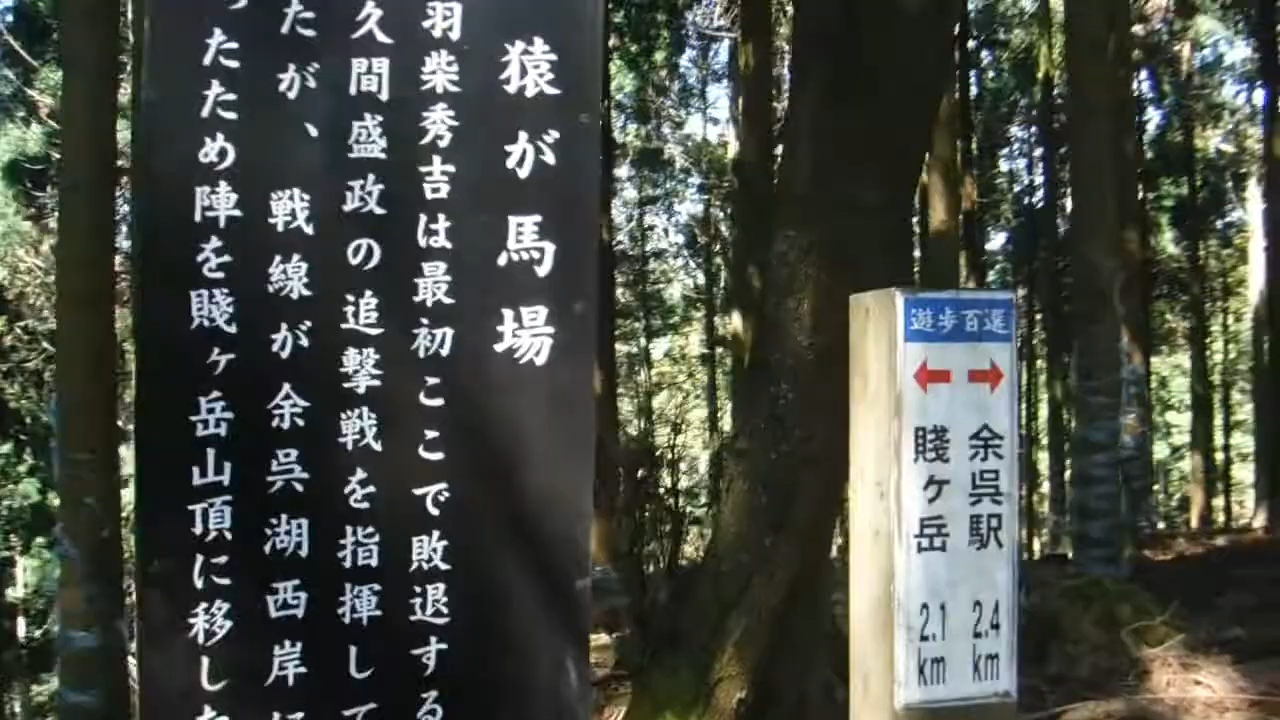 猿が馬場
羽柴秀吉は最初ここで敗退する
久間盛政の追撃戦を指揮して
たが、戦線が余呉湖西岸に
ったため陣を賤ヶ岳山頂に移した
遊歩百選
余呉駅 2.4 km
賤ヶ岳 2.1 km